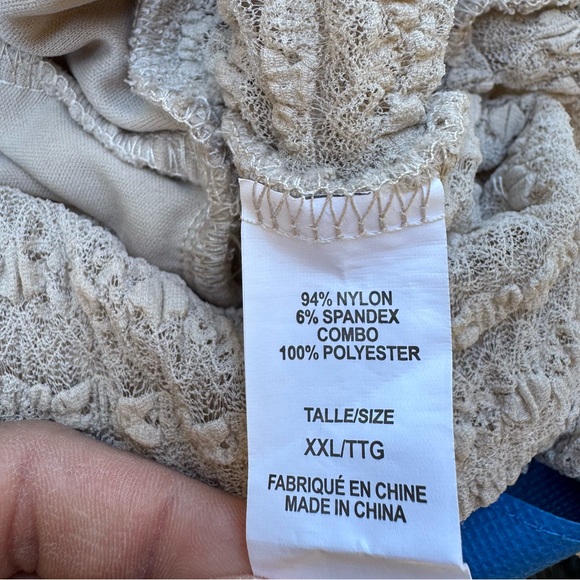 94% NYLON
6% SPANDEX
COMBO
100% POLYESTER
TALLE/SIZE
XXL/TTG
FABRIQUÉ EN CHINE
MADE IN CHINA